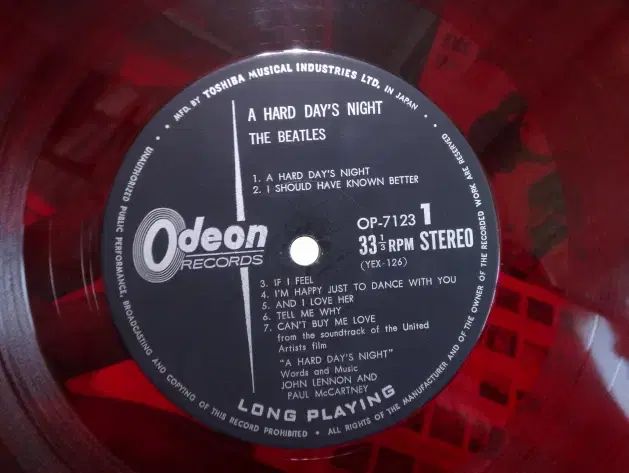 MFD. BY TOSHIBA MUSICAL INDUSTRIES LTD. IN JAPAN
A HARD DAY'S NIGHT
THE BEATLES
1. A HARD DAY'S NIGHT
2. I SHOULD HAVE KNOWN BETTER
OP-7123 1
33⅓ RPM STEREO
(YEX-126)
Odeon
RECORDS
3. IF I FEEL
4. I'M HAPPY JUST TO DANCE WITH YOU
5. AND I LOVE HER
6. TELL ME WHY
7. CAN'T BUY ME LOVE
from the soundtrack of the United
Artists film
"A HARD DAY'S NIGHT"
Words and Music
JOHN LENNON AND
PAUL McCARTNEY
LONG PLAYING
UNAUTHORIZED PUBLIC PERFORMANCE, BROADCASTING AND COPYING OF THIS RECORD PROHIBITED • ALL RIGHTS OF THE MANUFACTURER AND OF THE OWNER OF THE RECORDED WORK ARE RESERVED